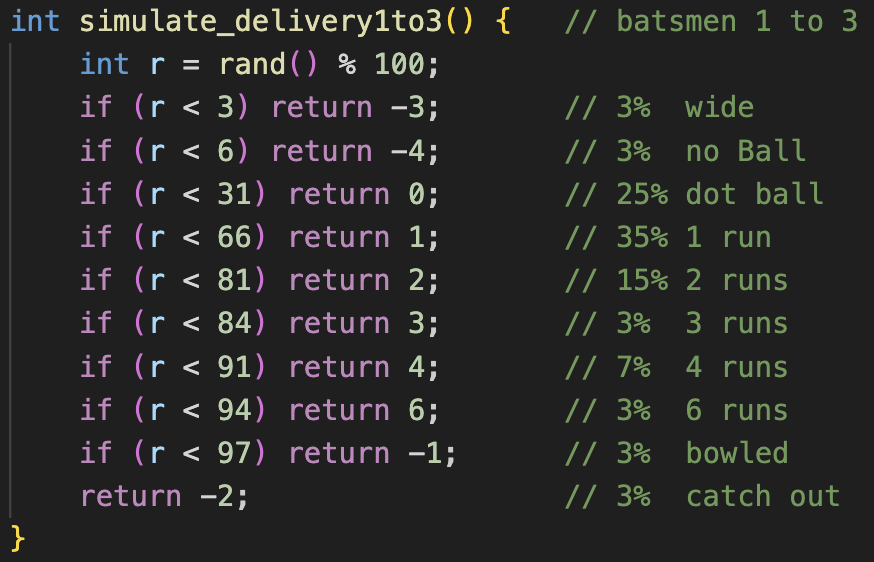 int simulate_delivery1to3() {   // batsmen 1 to 3
    int r = rand() % 100;
    if (r < 3) return -3;       // 3%  wide
    if (r < 6) return -4;       // 3%  no Ball
    if (r < 31) return 0;       // 25% dot ball
    if (r < 66) return 1;       // 35% 1 run
    if (r < 81) return 2;       // 15% 2 runs
    if (r < 84) return 3;       // 3%  3 runs
    if (r < 91) return 4;       // 7%  4 runs
    if (r < 94) return 6;       // 3%  6 runs
    if (r < 97) return -1;      // 3%  bowled
    return -2;                  // 3%  catch out
}